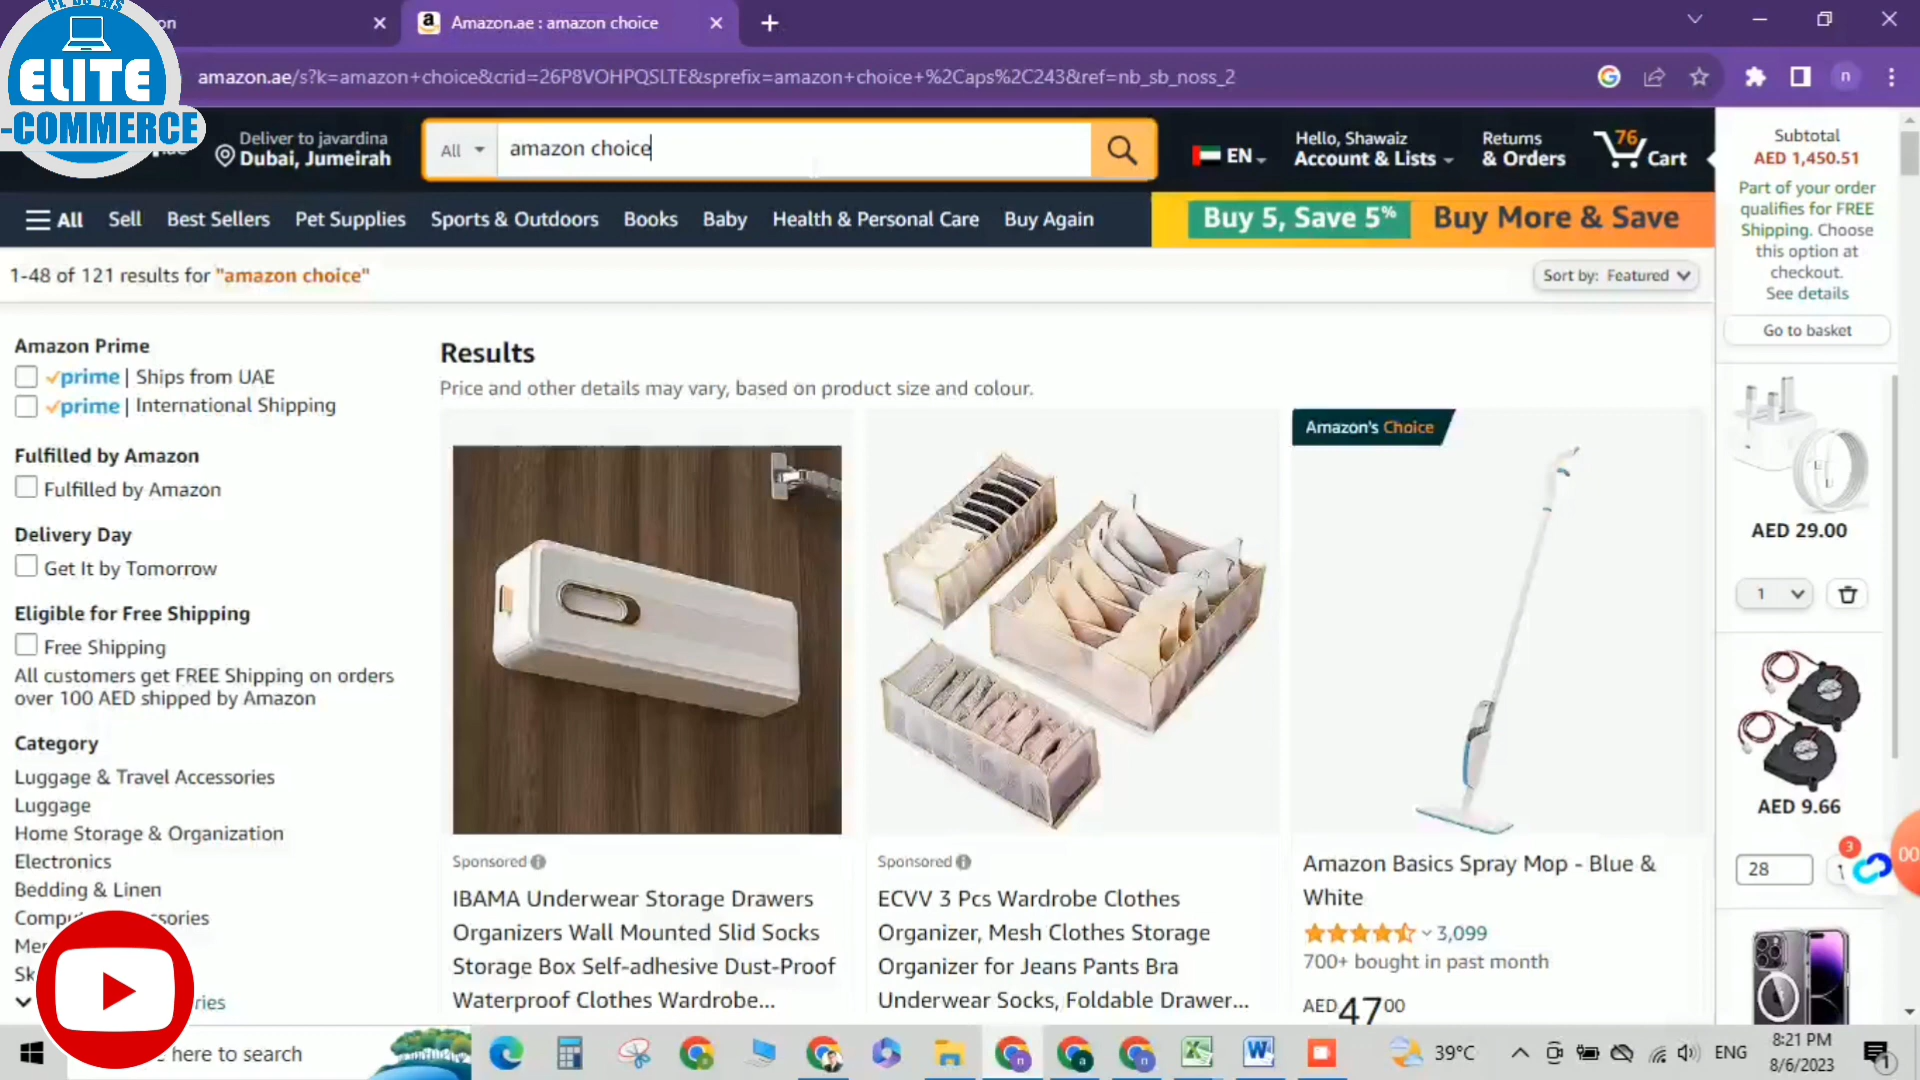 on
Amazon.ae : amazon choice
ELITE
-COMMERCE
amazon.ae/s?k=amazon+choice&crid=26P8VOHPQSLTE&sprefix=amazon+choice+%2Caps%2C243&ref=nb_sb_noss_2
n
Deliver to javardina
Dubai, Jumeirah
All
amazon choice
EN
Hello, Shawaiz
Account & Lists
Returns
& Orders
76
Cart
All
Sell
Best Sellers
Pet Supplies
Sports & Outdoors
Books
Baby
Health & Personal Care
Buy Again
Buy 5, Save 5%
Buy More & Save
1-48 of 121 results for "amazon choice"
Sort by: Featured
Amazon Prime
prime | Ships from UAE
prime | International Shipping
Fulfilled by Amazon
Fulfilled by Amazon
Delivery Day
Get It by Tomorrow
Eligible for Free Shipping
Free Shipping
All customers get FREE Shipping on orders
over 100 AED shipped by Amazon
Category
Luggage & Travel Accessories
Luggage
Home Storage & Organization
Electronics
Bedding & Linen
Results
Price and other details may vary, based on product size and colour.
Sponsored
IBAMA Underwear Storage Drawers
Organizers Wall Mounted Slid Socks
Storage Box Self-adhesive Dust-Proof
Waterproof Clothes Wardrobe...
Sponsored
ECVV 3 Pcs Wardrobe Clothes
Organizer, Mesh Clothes Storage
Organizer for Jeans Pants Bra
Underwear Socks, Foldable Drawer...
Amazon's Choice
Amazon Basics Spray Mop - Blue &
White
3,099
700+ bought in past month
AED 47 00
Subtotal
AED 1,450.51
Part of your order
qualifies for FREE
Shipping. Choose
this option at
checkout.
See details
Go to basket
AED 29.00
1
AED 9.66
28
3
00
here to search
39°C
ENG
8:21 PM
8/6/2023
1